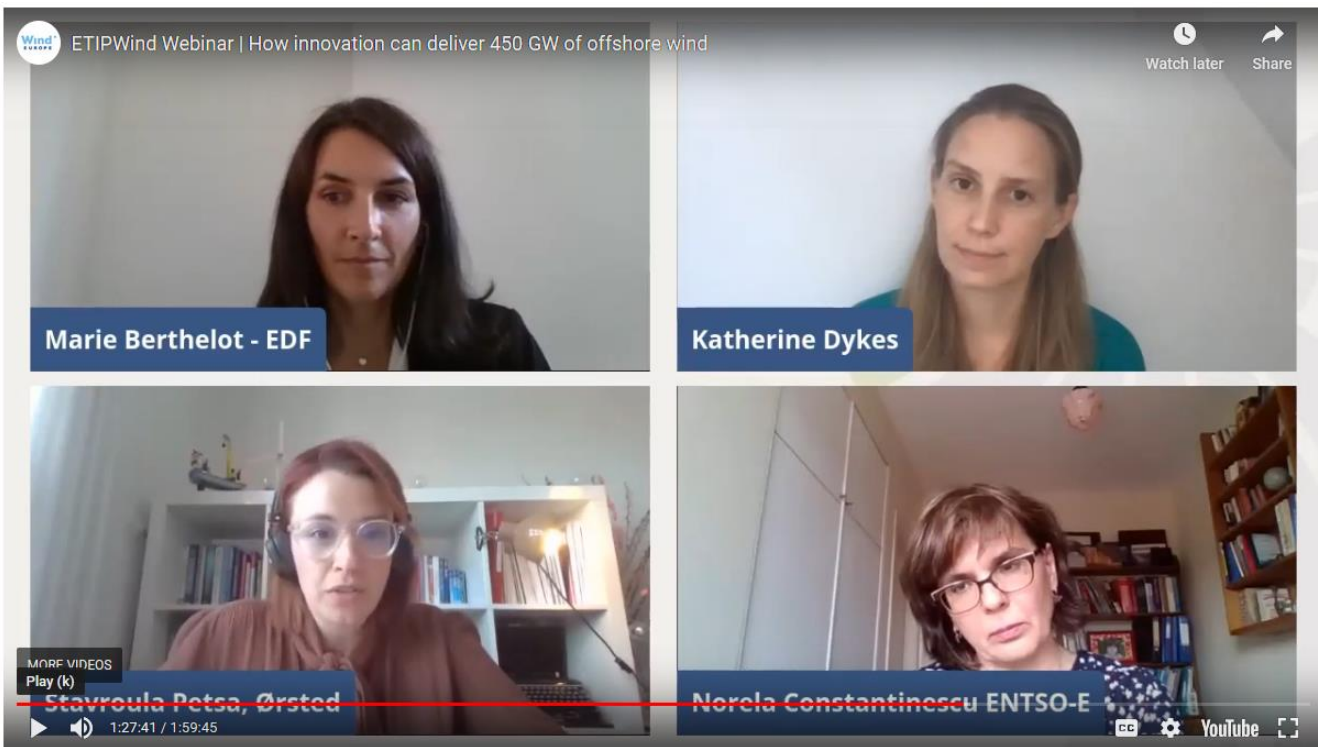 Wind EUROPE
ETIPWind Webinar | How innovation can deliver 450 GW of offshore wind
Watch later
Share
Marie Berthelot - EDF
Katherine Dykes
MORE VIDEOS
Play (k)
Stavroula Petsa, Ørsted
Norela Constantinescu ENTSO-E
1:27:41 / 1:59:45
CC
YouTube